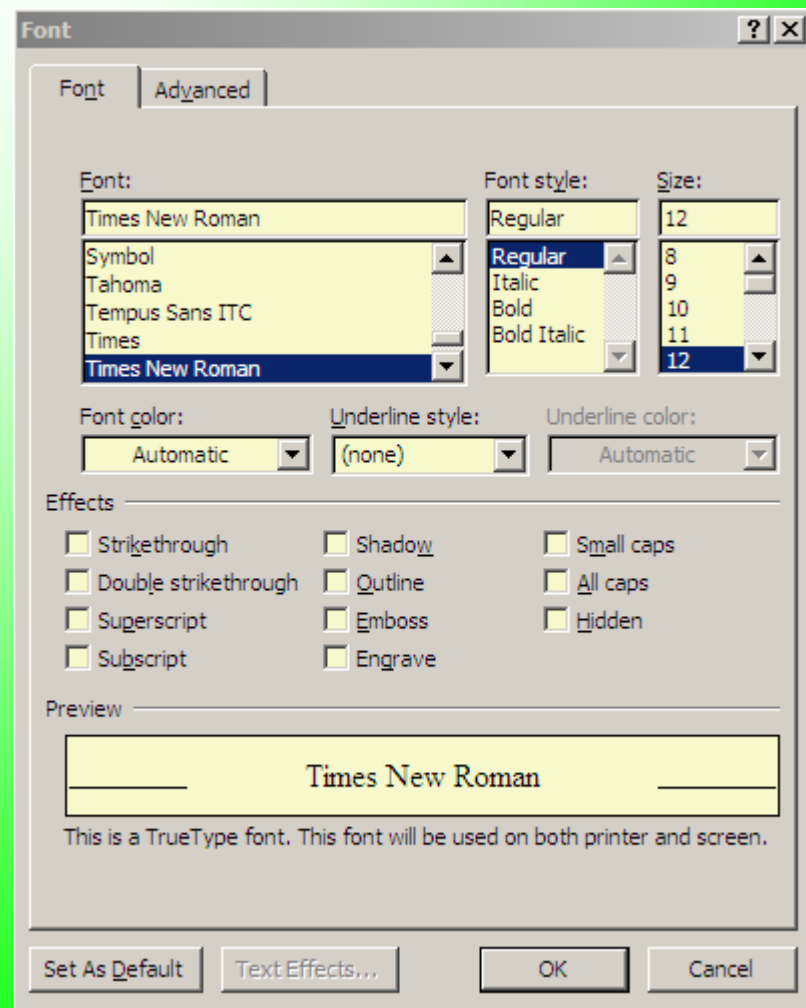 Font ? X
Font Advanced
Font: Font style: Size:
Times New Roman Regular 12
Symbol Regular 8
Tahoma Italic 9
Tempus Sans ITC Bold 10
Times Bold Italic 11
Times New Roman 12
Font color: Underline style: Underline color:
Automatic (none) Automatic
Effects
Strikethrough Shadow Small caps
Double strikethrough Outline All caps
Superscript Emboss Hidden
Subscript Engrave
Preview
Times New Roman
This is a TrueType font. This font will be used on both printer and screen.
Set As Default Text Effects... OK Cancel